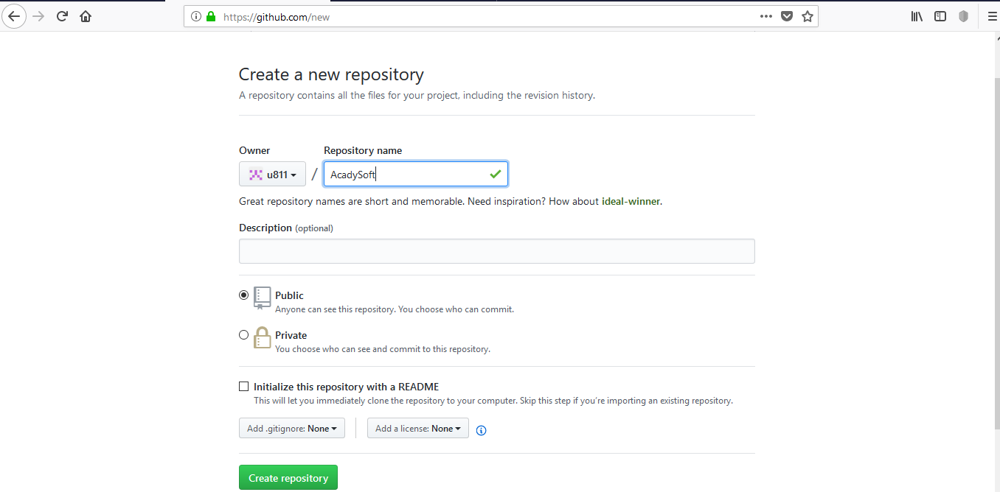 https://github.com/new
Create a new repository
A repository contains all the files for your project, including the revision history.
Owner
Repository name
u811 / AcadySoft
Great repository names are short and memorable. Need inspiration? How about ideal-winner.
Description (optional)
Public
Anyone can see this repository. You choose who can commit.
Private
You choose who can see and commit to this repository.
Initialize this repository with a README
This will let you immediately clone the repository to your computer. Skip this step if you’re importing an existing repository.
Add .gitignore: None
Add a license: None
Create repository